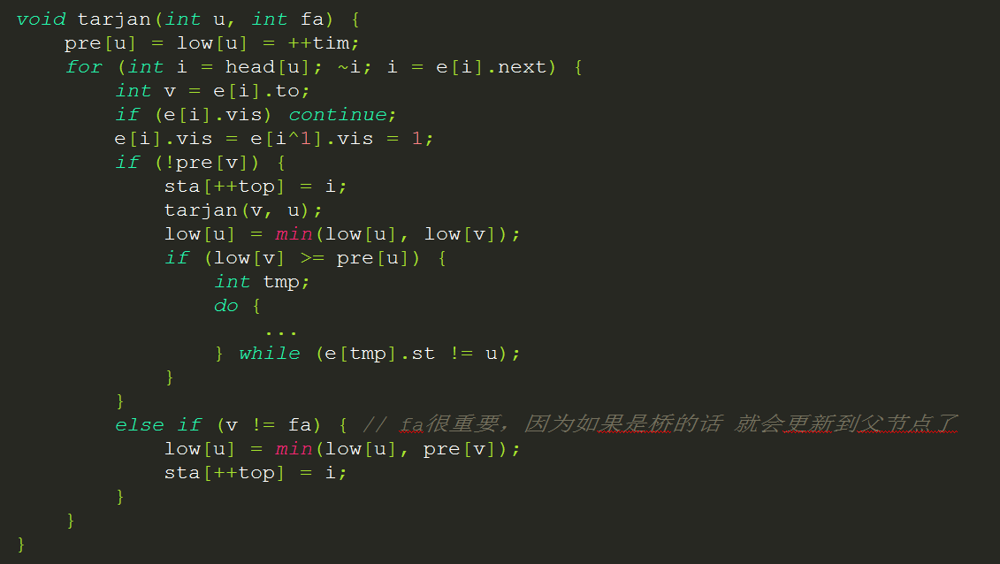 void tarjan(int u, int fa) {
    pre[u] = low[u] = ++tim;
    for (int i = head[u]; ~i; i = e[i].next) {
        int v = e[i].to;
        if (e[i].vis) continue;
        e[i].vis = e[i^1].vis = 1;
        if (!pre[v]) {
            sta[++top] = i;
            tarjan(v, u);
            low[u] = min(low[u], low[v]);
            if (low[v] >= pre[u]) {
                int tmp;
                do {
                    ...
                } while (e[tmp].st != u);
            }
        }
        else if (v != fa) { // fa很重要，因为如果是桥的话 就会更新到父节点了
            low[u] = min(low[u], pre[v]);
            sta[++top] = i;
        }
    }
}